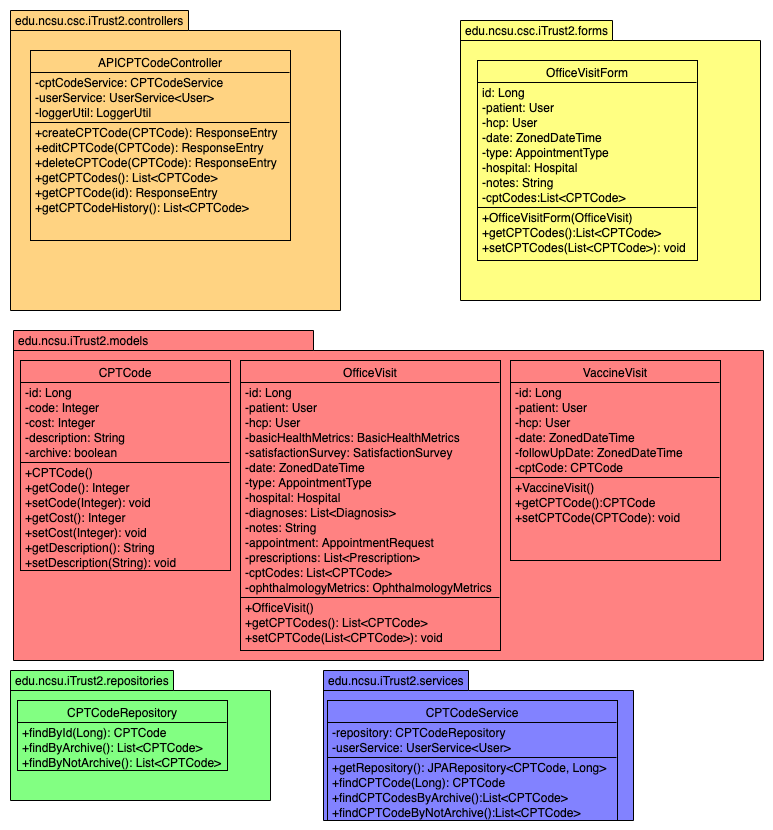 edu.ncsu.csc.iTrust2.controllers
APICPTCodeController
-cptCodeService: CPTCodeService
-userService: UserService<User>
-loggerUtil: LoggerUtil
+createCPTCode(CPTCode): ResponseEntry
+editCPTCode(CPTCode): ResponseEntry
+deleteCPTCode(CPTCode): ResponseEntry
+getCPTCodes(): List<CPTCode>
+getCPTCode(id): ResponseEntry
+getCPTCodeHistory(): List<CPTCode>
edu.ncsu.csc.iTrust2.forms
OfficeVisitForm
id: Long
-patient: User
-hcp: User
-date: ZonedDateTime
-type: AppointmentType
-hospital: Hospital
-notes: String
-cptCodes:List<CPTCode>
+OfficeVisitForm(OfficeVisit)
+getCPTCodes():List<CPTCode>
+setCPTCodes(List<CPTCode>): void
edu.ncsu.iTrust2.models
CPTCode
-id: Long
-code: Integer
-cost: Integer
-description: String
-archive: boolean
+CPTCode()
+getCode(): Integer
+setCode(Integer): void
+getCost(): Integer
+setCost(Integer): void
+getDescription(): String
+setDescription(String): void
OfficeVisit
-id: Long
-patient: User
-hcp: User
-basicHealthMetrics: BasicHealthMetrics
-satisfactionSurvey: SatisfactionSurvey
-date: ZonedDateTime
-type: AppointmentType
-hospital: Hospital
-diagnoses: List<Diagnosis>
-notes: String
-appointment: AppointmentRequest
-prescriptions: List<Prescription>
-cptCodes: List<CPTCode>
-ophthalmologyMetrics: OphthalmologyMetrics
+OfficeVisit()
+getCPTCodes(): List<CPTCode>
+setCPTCode(List<CPTCode>): void
VaccineVisit
-id: Long
-patient: User
-hcp: User
-date: ZonedDateTime
-followUpDate: ZonedDateTime
-cptCode: CPTCode
+VaccineVisit()
+getCPTCode():CPTCode
+setCPTCode(CPTCode): void
edu.ncsu.iTrust2.repositories
CPTCodeRepository
+findById(Long): CPTCode
+findByArchive(): List<CPTCode>
+findByNotArchive(): List<CPTCode>
edu.ncsu.iTrust2.services
CPTCodeService
-repository: CPTCodeRepository
-userService: UserService<User>
+getRepository(): JPARepository<CPTCode, Long>
+findCPTCode(Long): CPTCode
+findCPTCodesByArchive():List<CPTCode>
+findCPTCodeByNotArchive():List<CPTCode>